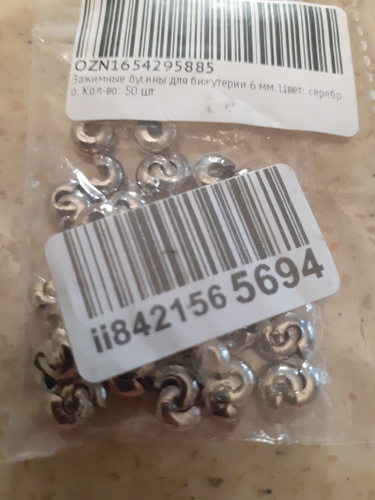 OZN1654295885
Зажимные бусины для бижутерии 6 мм. Цвет: серебр
о. Кол-во: 50 шт
ii842156 5694